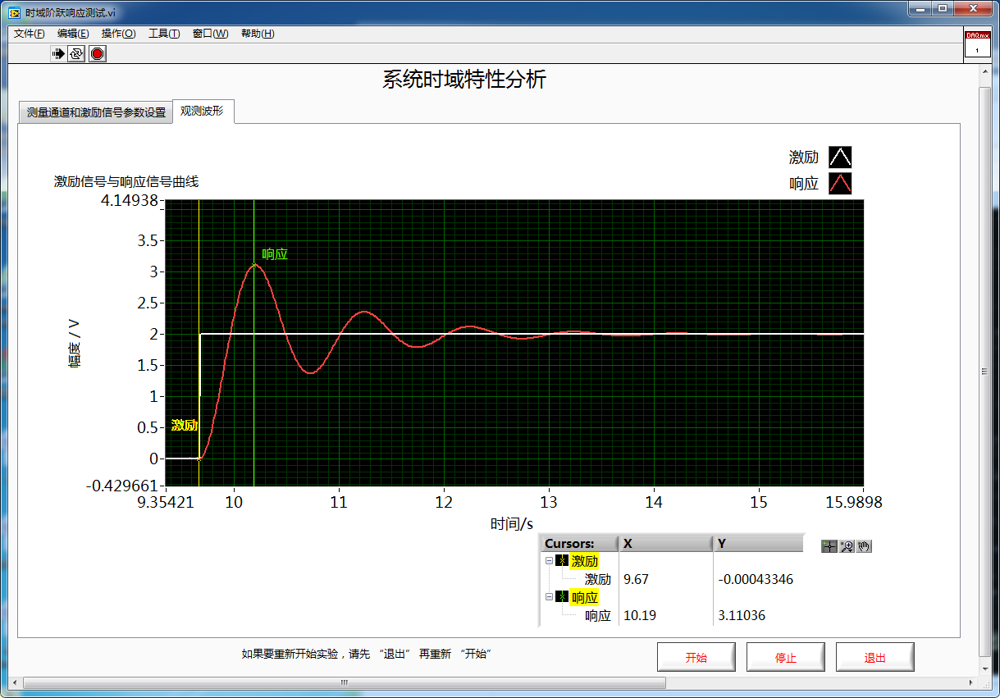 时域阶跃响应测试.vi
文件(F) 编辑(E) 操作(O) 工具(T) 窗口(W) 帮助(H)
DAQmx
1
系统时域特性分析
测量通道和激励信号参数设置 观测波形
激励
响应
激励信号与响应信号曲线
4.14938
3.5
3
2.5
2
1.5
1
0.5
0
-0.429661
幅度 / V
响应
激励
9.35421 10 11 12 13 14 15 15.9898
时间/s
Cursors: X Y
激励
激励 9.67 -0.00043346
响应
响应 10.19 3.11036
如果要重新开始实验，请先 “退出” 再重新 “开始”
开始 停止 退出